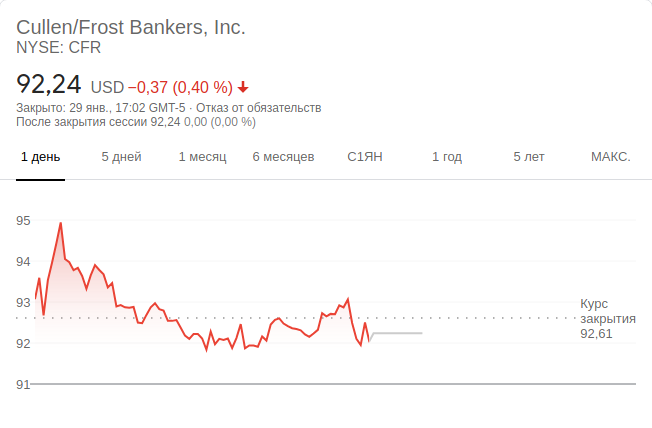 Cullen/Frost Bankers, Inc.
NYSE: CFR
92,24 USD −0,37 (0,40 %)
Закрыто: 29 янв., 17:02 GMT-5 · Отказ от обязательств
После закрытия сессии 92,24 0,00 (0,00 %)
1 день 5 дней 1 месяц 6 месяцев С1ЯН 1 год 5 лет МАКС.
95
94
93
92
91
Курс
закрытия
92,61